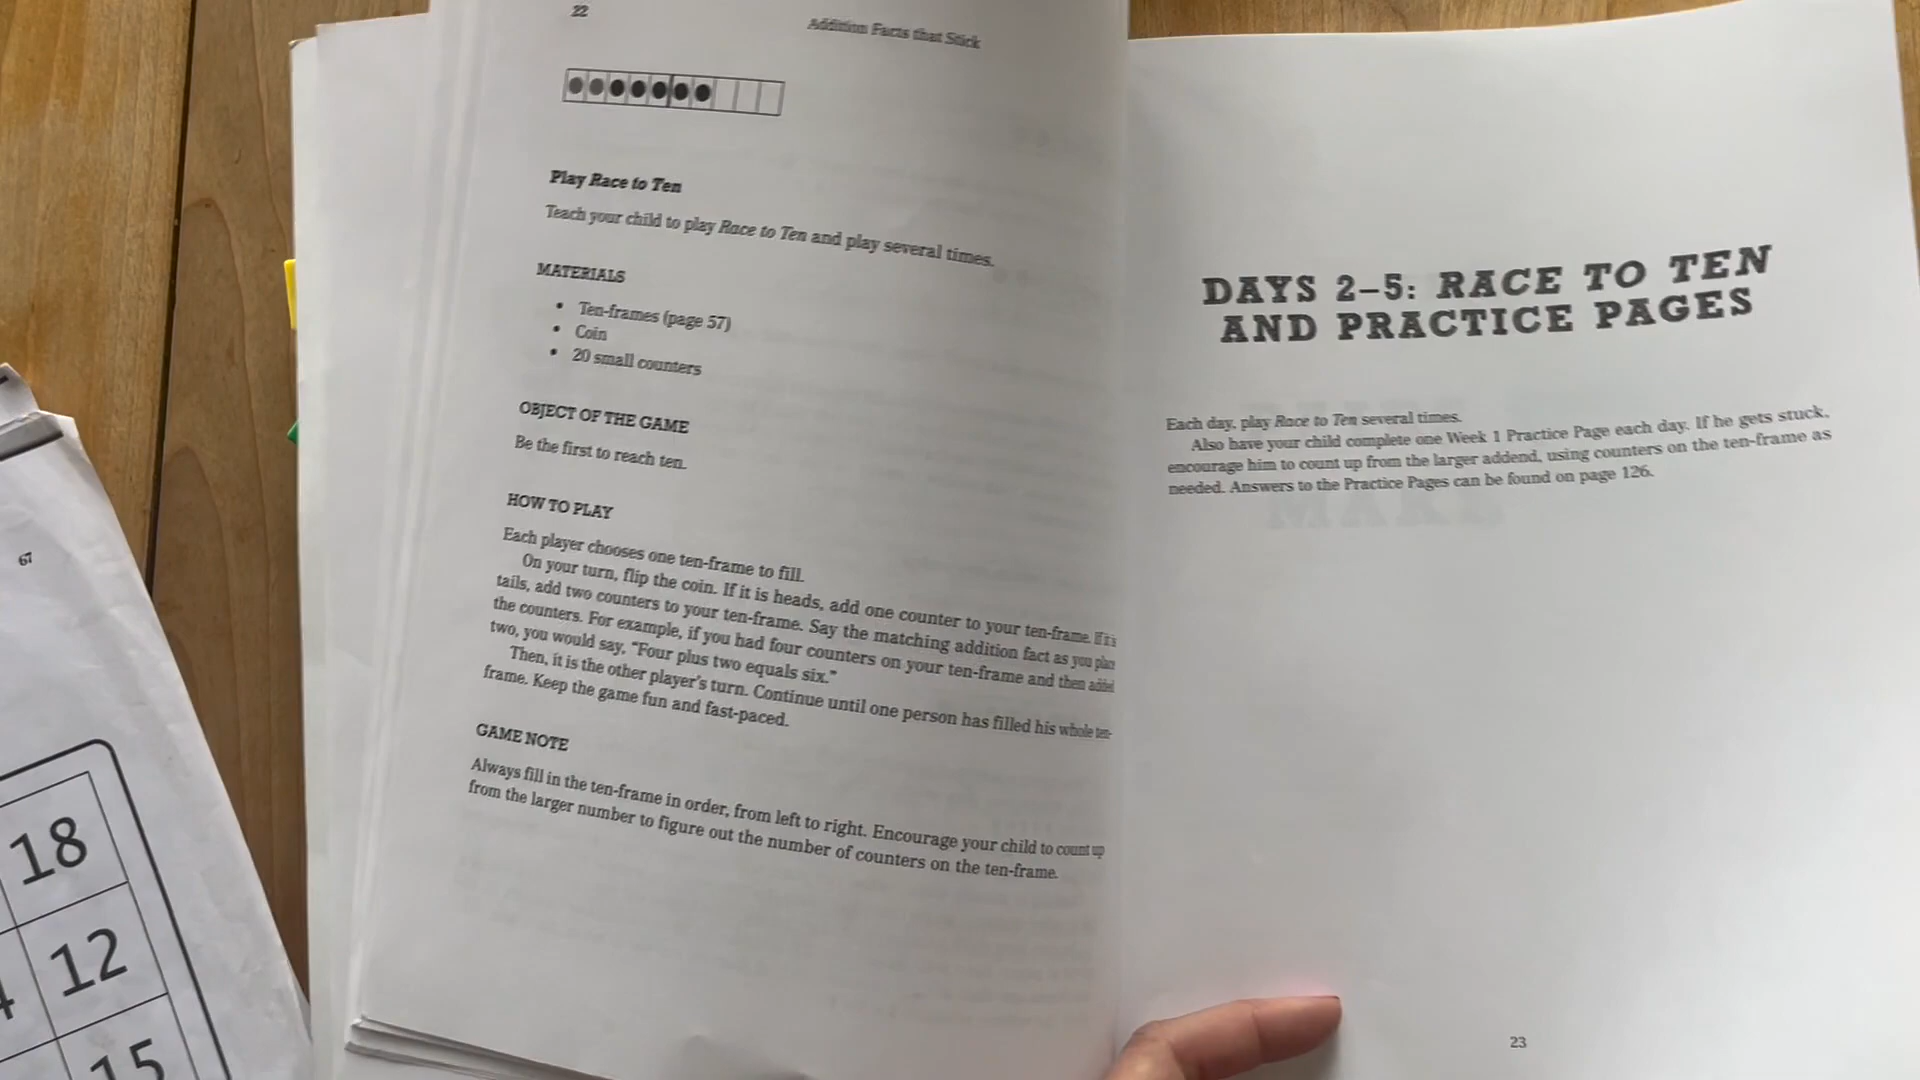 22
Addition Facts that Stick
Play Race to Ten
Teach your child to play Race to Ten and play several times.
MATERIALS
• Ten-frames (page 57)
• Coin
• 20 small counters
OBJECT OF THE GAME
Be the first to reach ten.
HOW TO PLAY
Each player chooses one ten-frame to fill.
On your turn, flip the coin. If it is heads, add one counter to your ten-frame. If it is
tails, add two counters to your ten-frame. Say the matching addition fact as you place
the counters. For example, if you had four counters on your ten-frame and then added
two, you would say, “Four plus two equals six.”
Then, it is the other player’s turn. Continue until one person has filled his whole ten-
frame. Keep the game fun and fast-paced.
GAME NOTE
Always fill in the ten-frame in order, from left to right. Encourage your child to count up
from the larger number to figure out the number of counters on the ten-frame.
DAYS 2–5: RACE TO TEN
AND PRACTICE PAGES
Each day, play Race to Ten several times.
Also have your child complete one Week 1 Practice Page each day. If he gets stuck,
encourage him to count up from the larger addend, using counters on the ten-frame as
needed. Answers to the Practice Pages can be found on page 126.
23
67
18
12
15